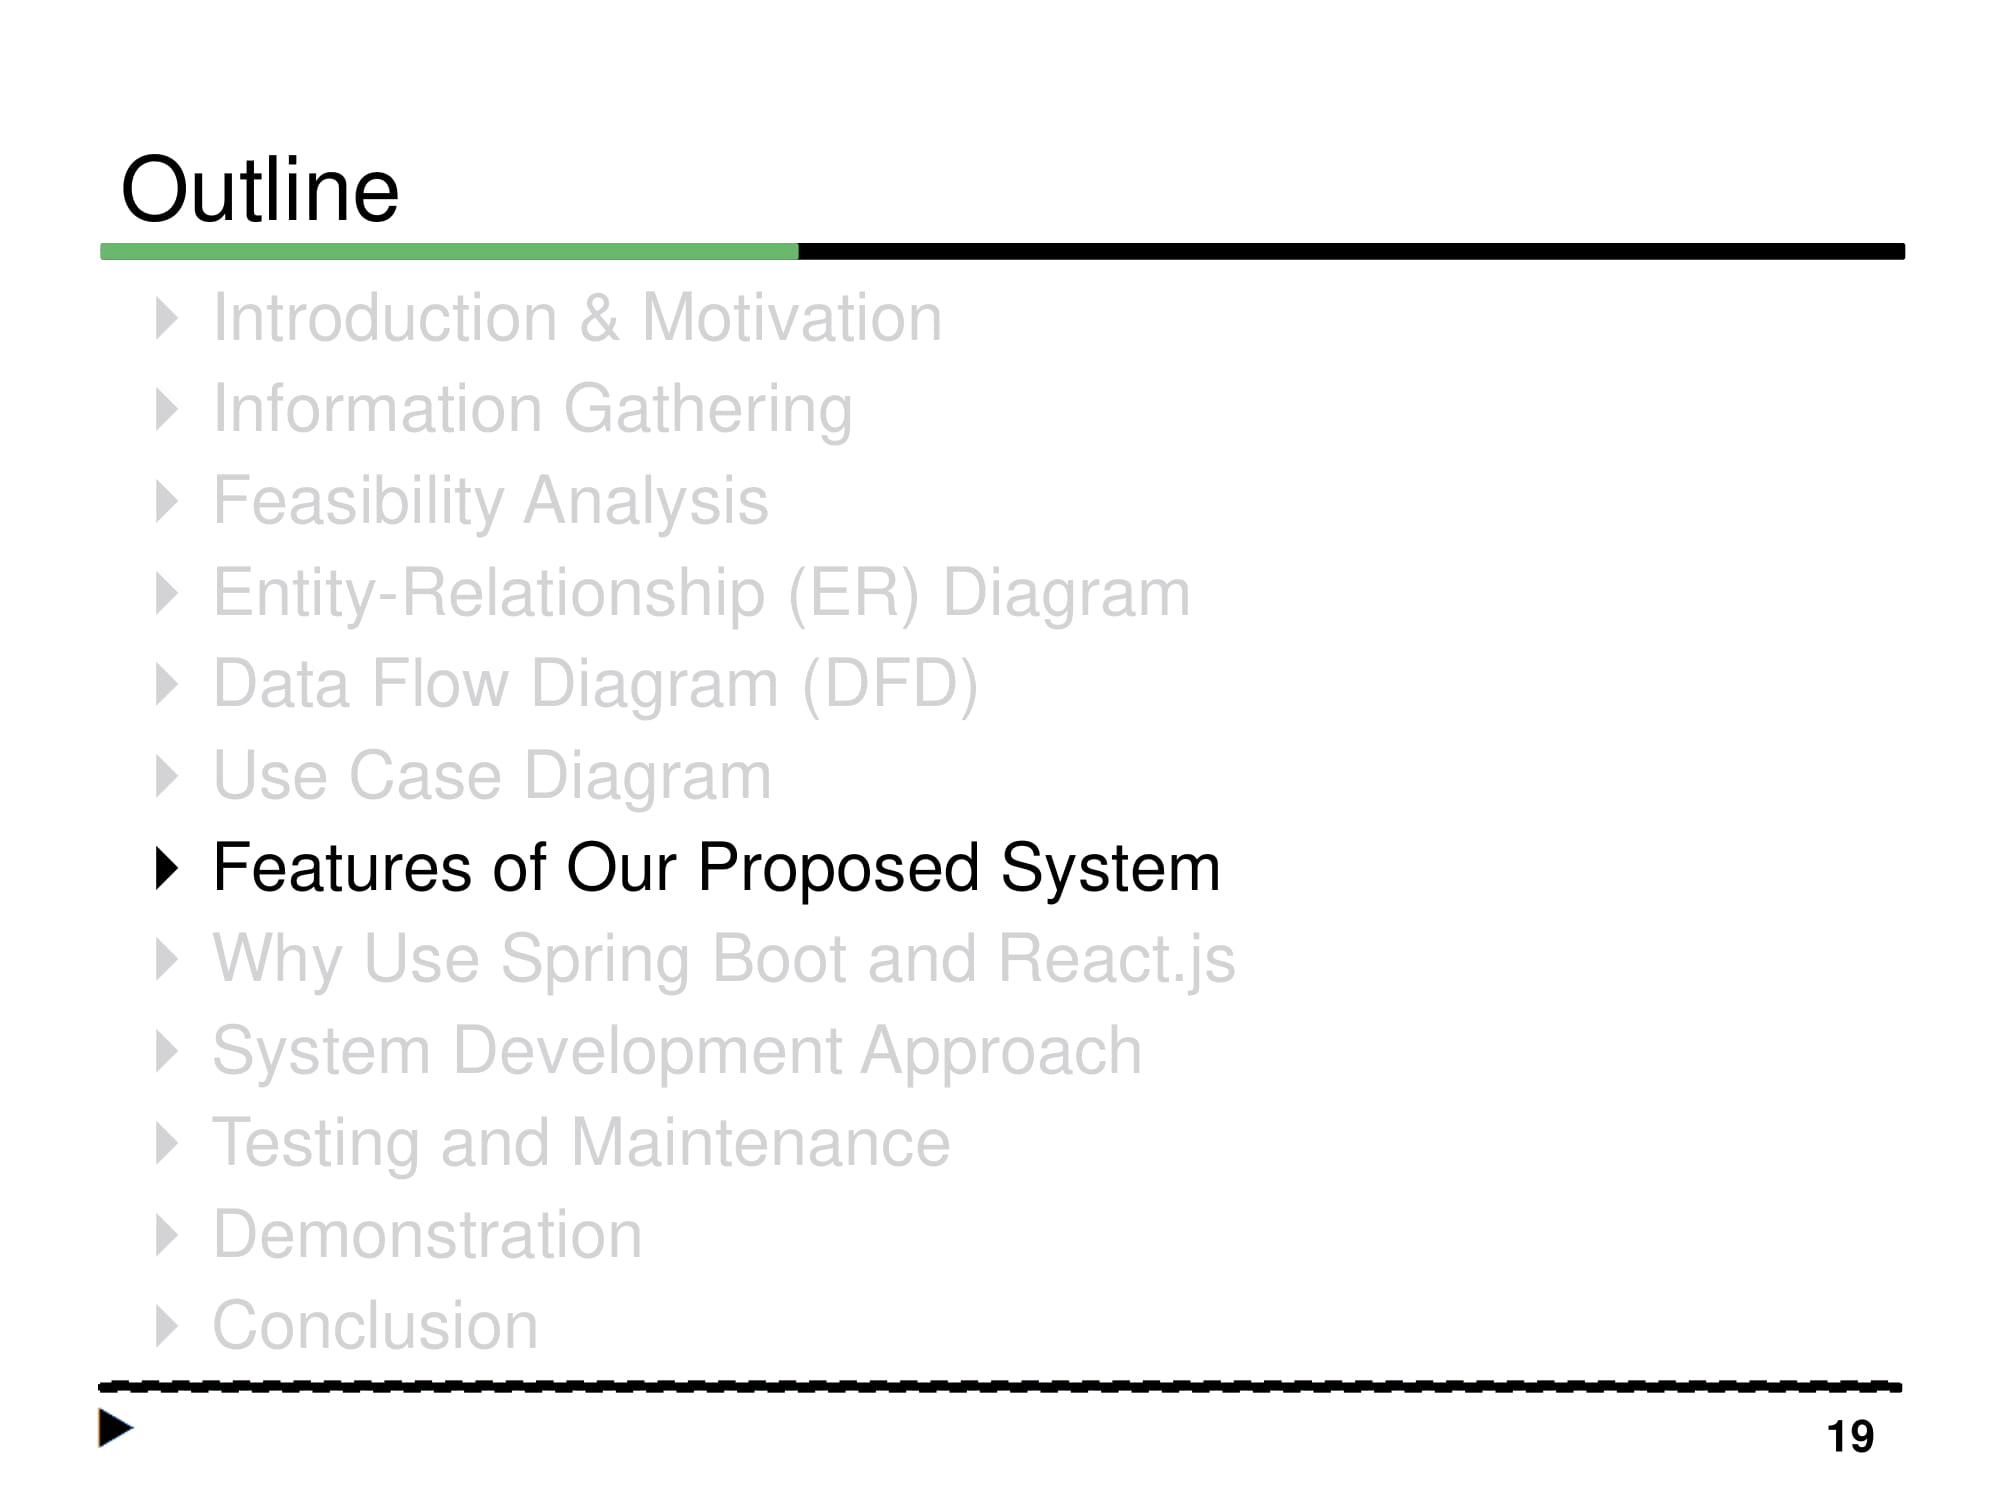 Outline
Introduction & Motivation
Information Gathering
Feasibility Analysis
Entity-Relationship (ER) Diagram
Data Flow Diagram (DFD)
Use Case Diagram
Features of Our Proposed System
Why Use Spring Boot and React.js
System Development Approach
Testing and Maintenance
Demonstration
Conclusion
19